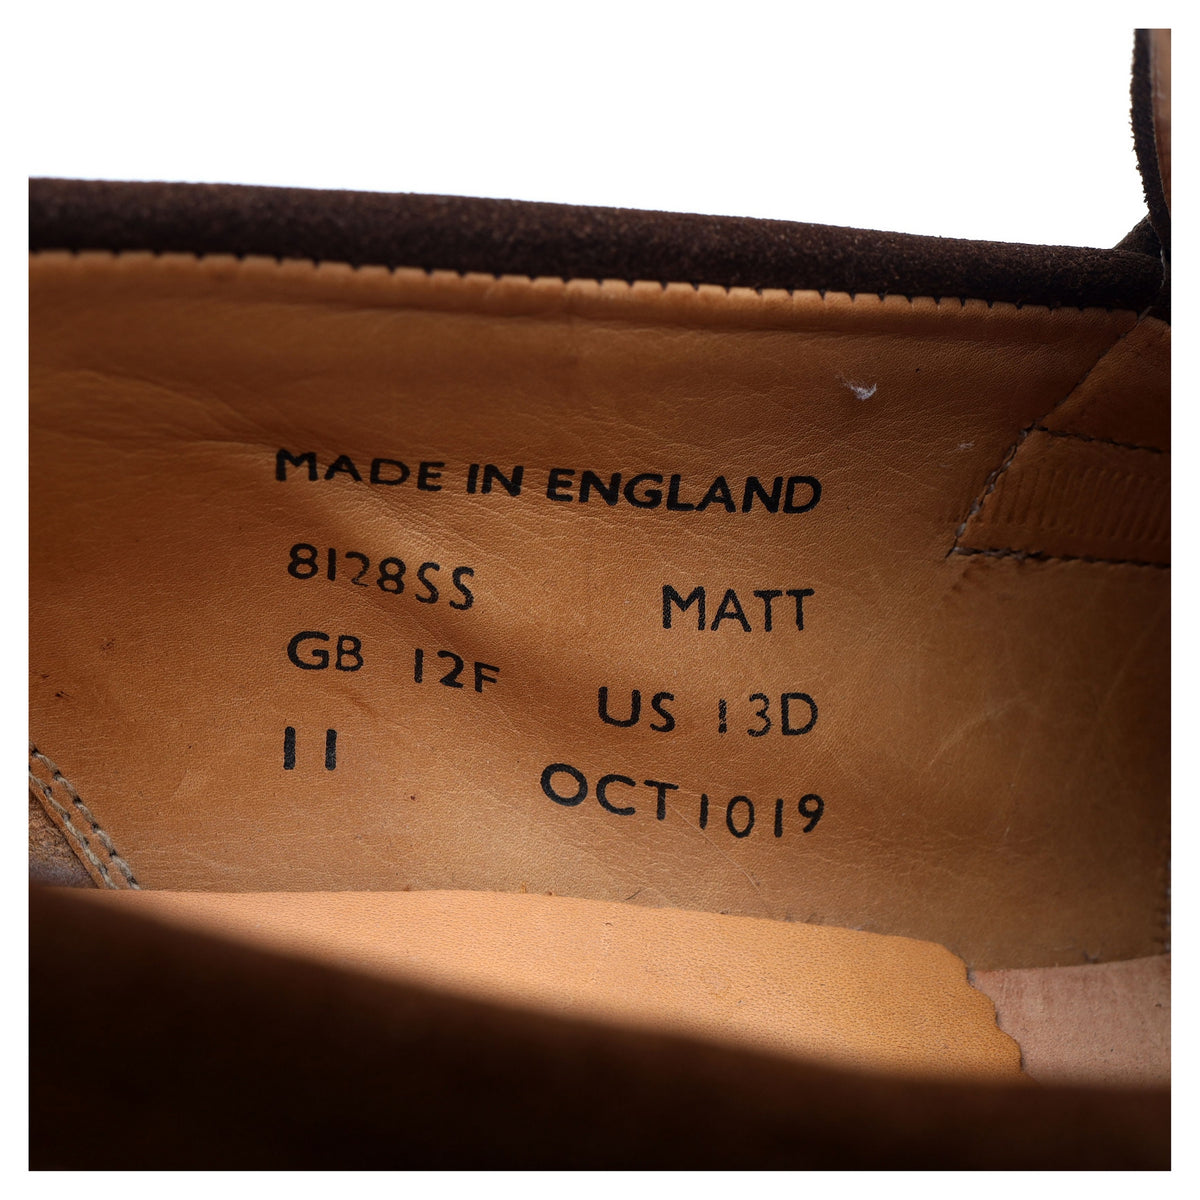 MADE IN ENGLAND
8128SS MATT
GB 12F US 13D
11 OCT1019